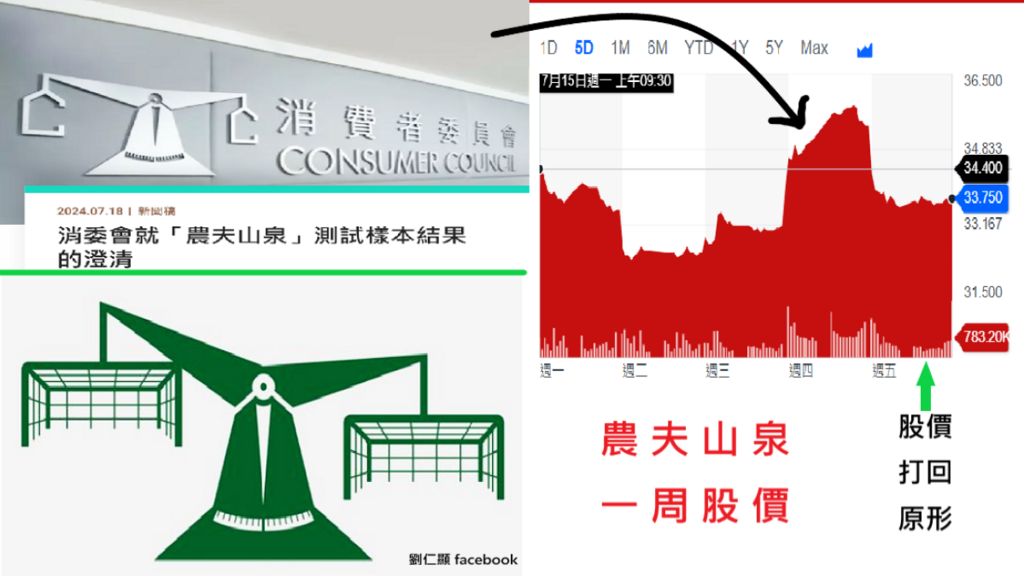 消費者委員會
CONSUMER COUNCIL
2024.07.18 | 新聞稿
消委會就「農夫山泉」測試樣本結果
的澄清
劉仁顯 facebook
1D 5D 1M 6M YTD 1Y 5Y Max
7月15日週一 上午09:30
36.500
34.833
34.400
33.750
33.167
31.500
783.20K
週一 週二 週三 週四 週五
農夫山泉
一周股價
股價
打回
原形